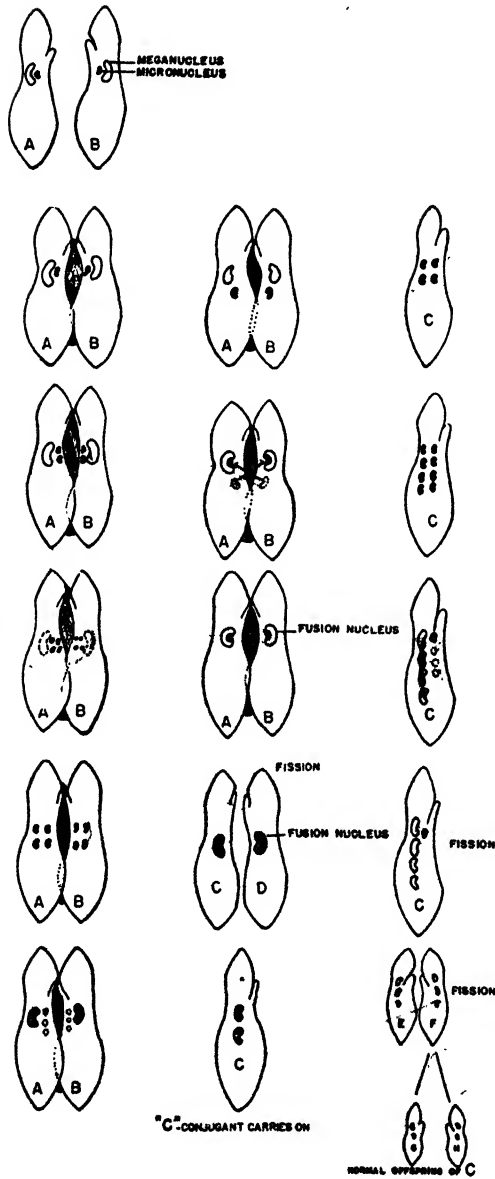 MEGANUCLEUS
MICRONUCLEUS
A B
A B
A B
C
A B
A B
C
A B
A B
FUSION NUCLEUS
C
FISSION
A B
C D
FUSION NUCLEUS
C
FISSION
A B
C
E F
FISSION
"C"-CONJUGANT CARRIES ON
NORMAL OFFSPRING OF C